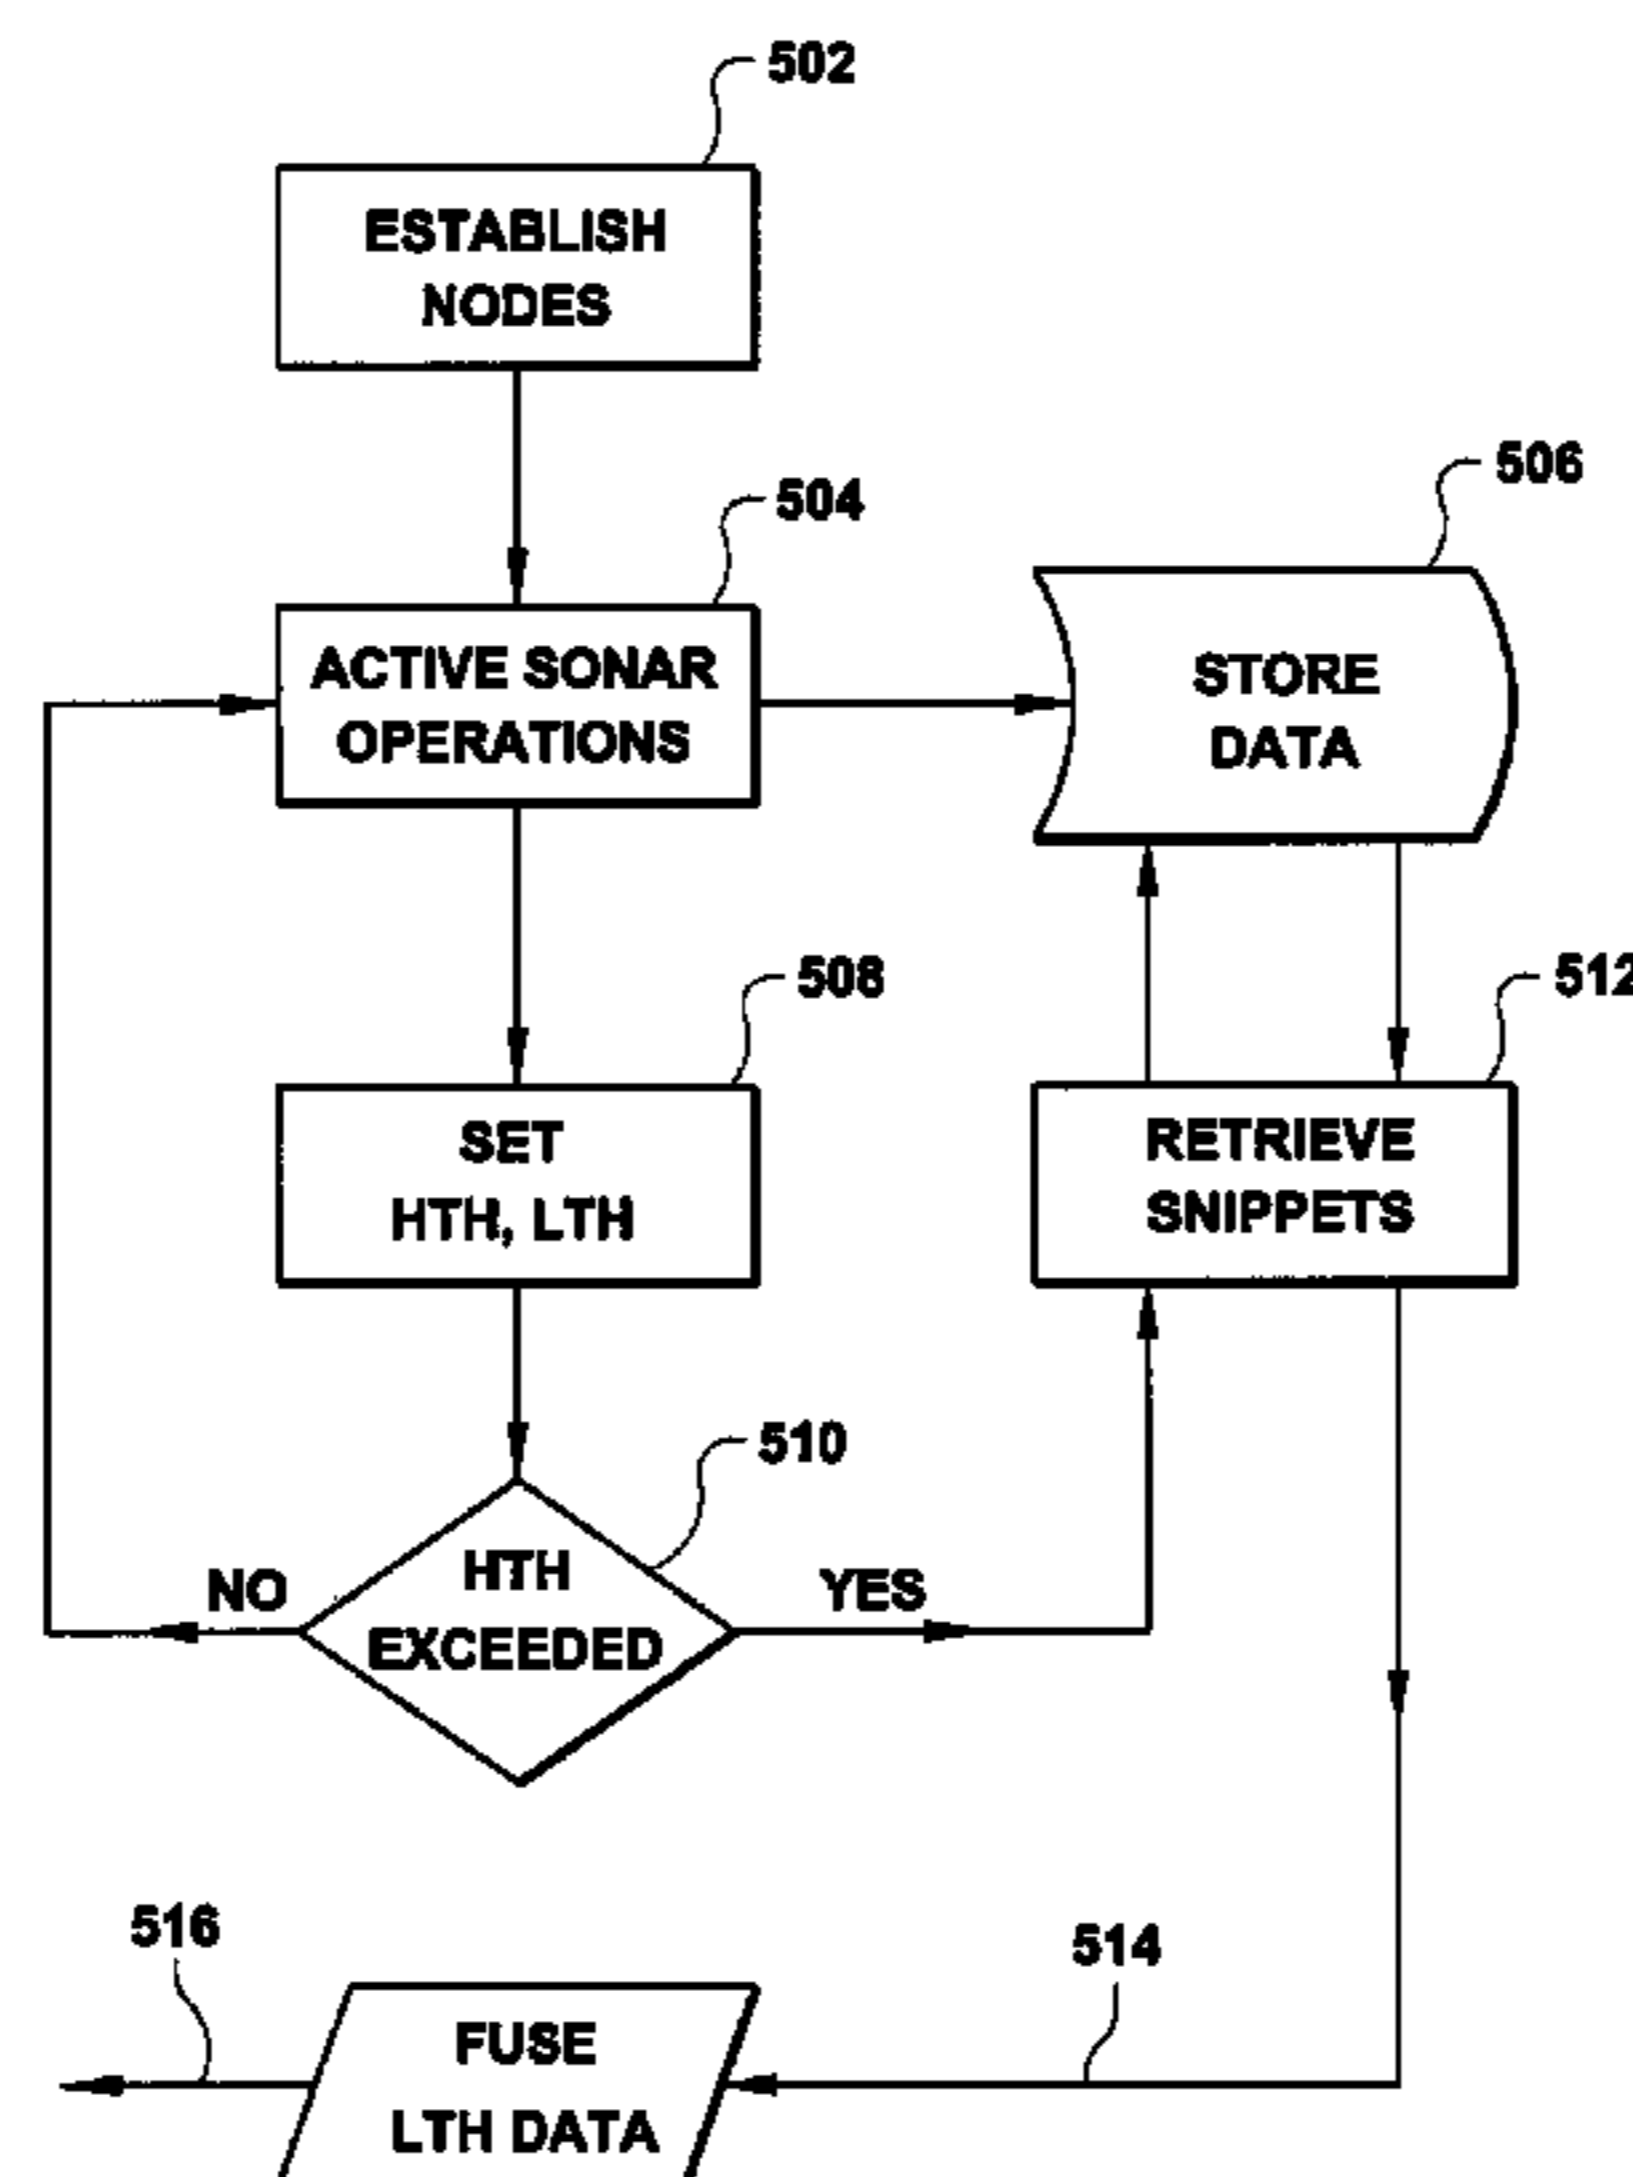 502
ESTABLISH
NODES
504
ACTIVE SONAR
OPERATIONS
506
STORE
DATA
508
SET
HTH, LTH
512
RETRIEVE
SNIPPETS
510
HTH
EXCEEDED
NO
YES
516
514
FUSE
LTH DATA